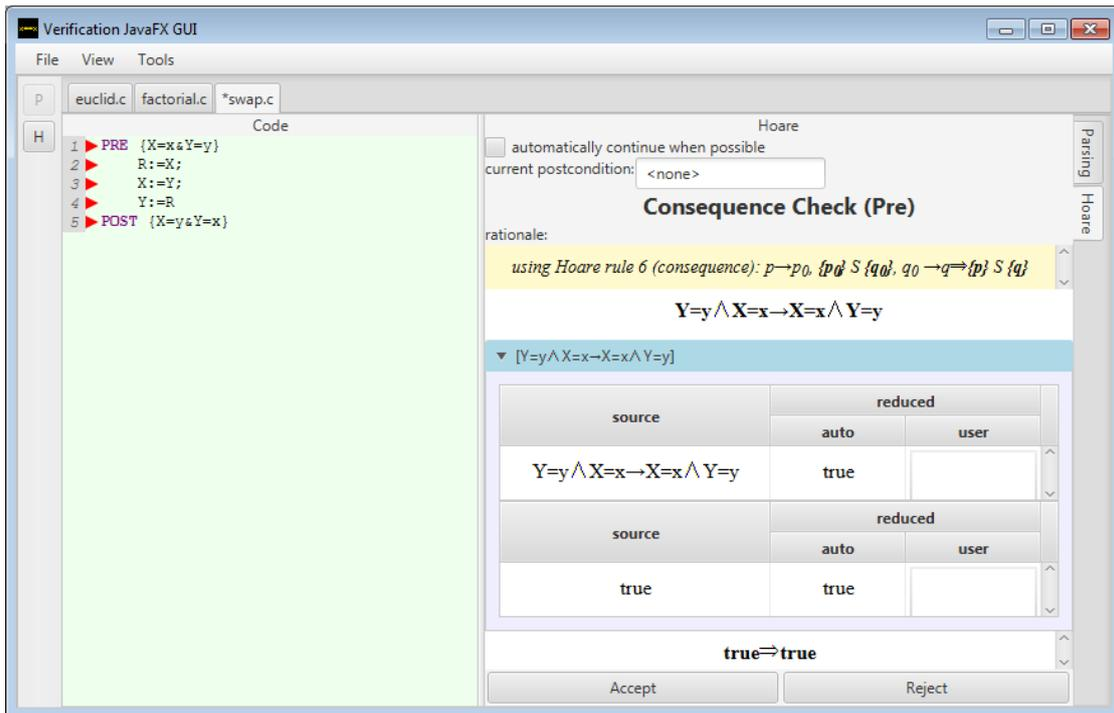 Verification JavaFX GUI
File View Tools
P
H
euclid.c factorial.c *swap.c
Code
1 PRE {X=x&Y=y}
2 R:=X;
3 X:=Y;
4 Y:=R
5 POST {X=y&Y=x}
Hoare
automatically continue when possible
current postcondition: <none>
Consequence Check (Pre)
rationale:
using Hoare rule 6 (consequence): p→p₀, {p₀} S {q₀}, q₀ →q⇒{p} S {q}
Y=y∧X=x→X=x∧Y=y
▼ [Y=y∧X=x→X=x∧Y=y]
source reduced
auto user
Y=y∧X=x→X=x∧Y=y true
source reduced
auto user
true true
true⇒true
Accept Reject
Parsing
Hoare